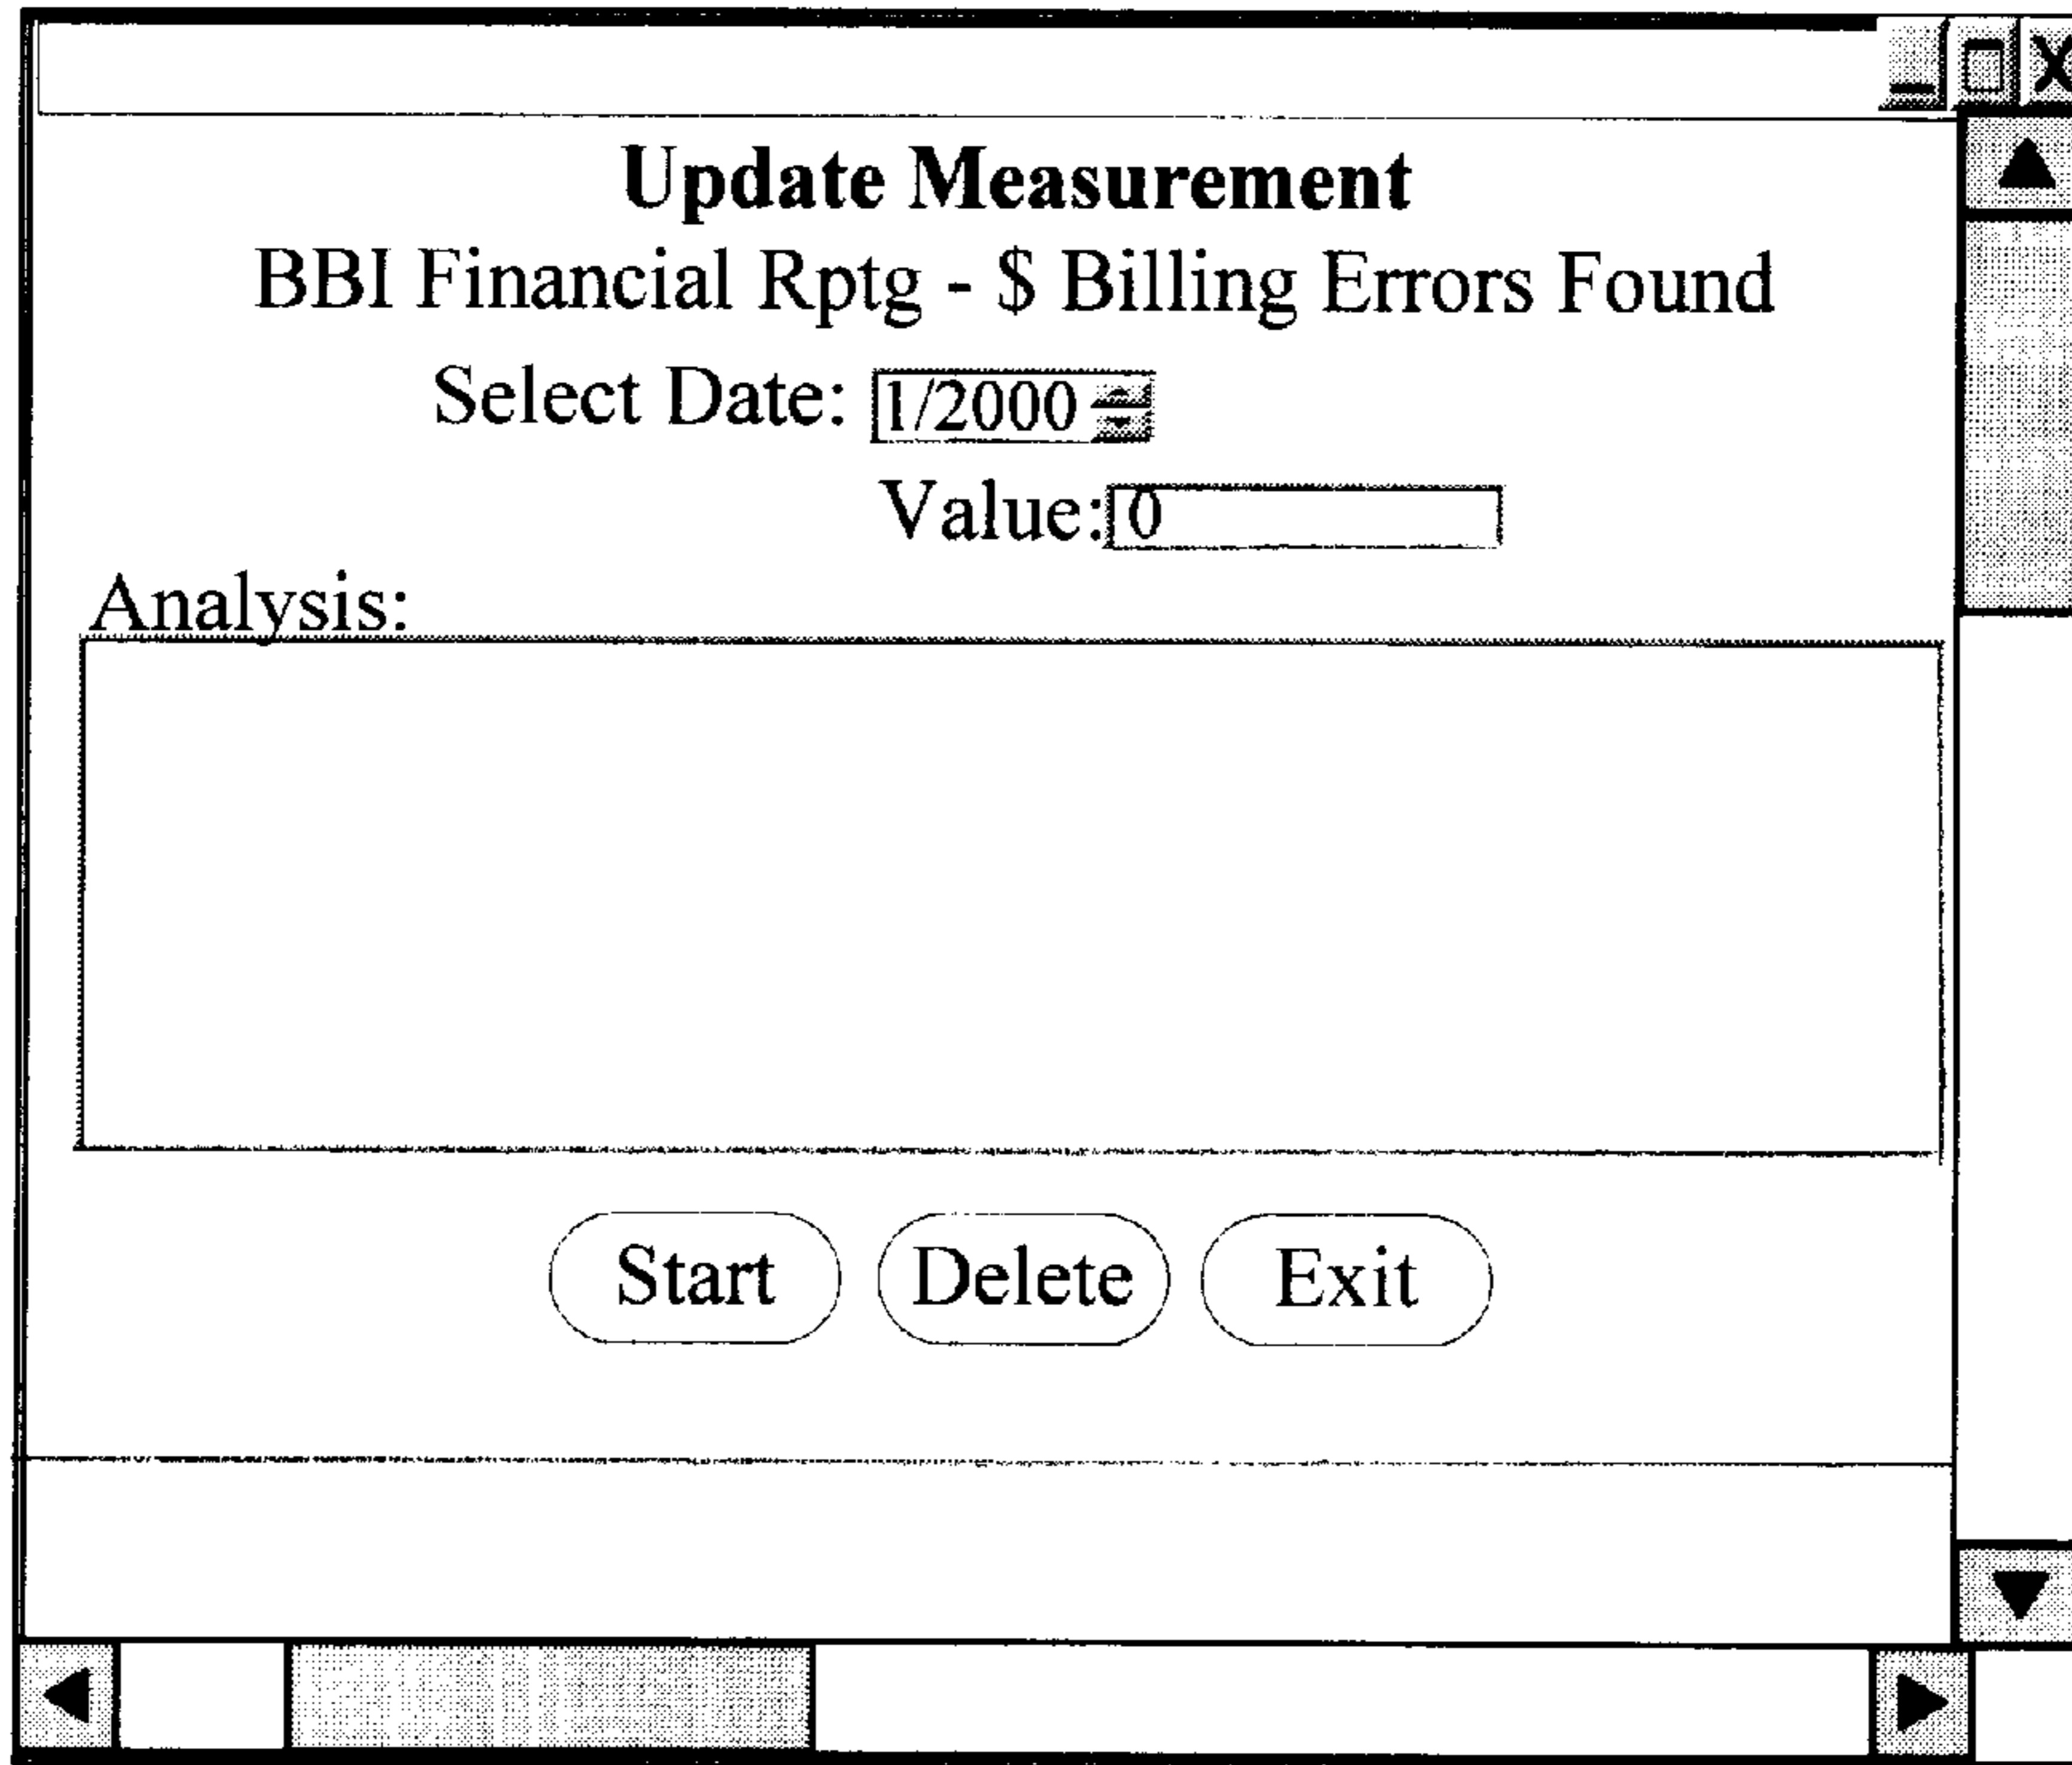 Update Measurement
BBI Financial Rptg - $ Billing Errors Found
Select Date: 1/2000
Value: 0
Analysis:
Start Delete Exit